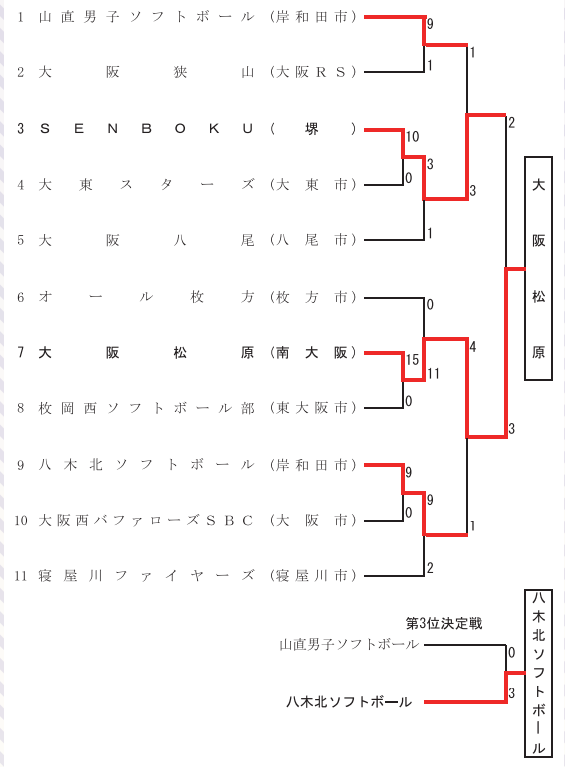 1 山直男子ソフトボール (岸和田市)
9
1
2 大阪狭山 (大阪RS)
1
2
3 SENBOKU (堺)
10
3
0
4 大東スターズ (大東市)
3
1
5 大阪八尾 (八尾市)
大阪松原
6 オール枚方 (枚方市)
0
4
7 大阪松原 (南大阪)
15
11
0
8 枚岡西ソフトボール部 (東大阪市)
3
9 八木北ソフトボール (岸和田市)
9
9
0
10 大阪西バファローズSBC (大阪市)
1
2
11 寝屋川ファイヤーズ (寝屋川市)
第3位決定戦
山直男子ソフトボール
0
八木北ソフトボール
3
八木北ソフトボール